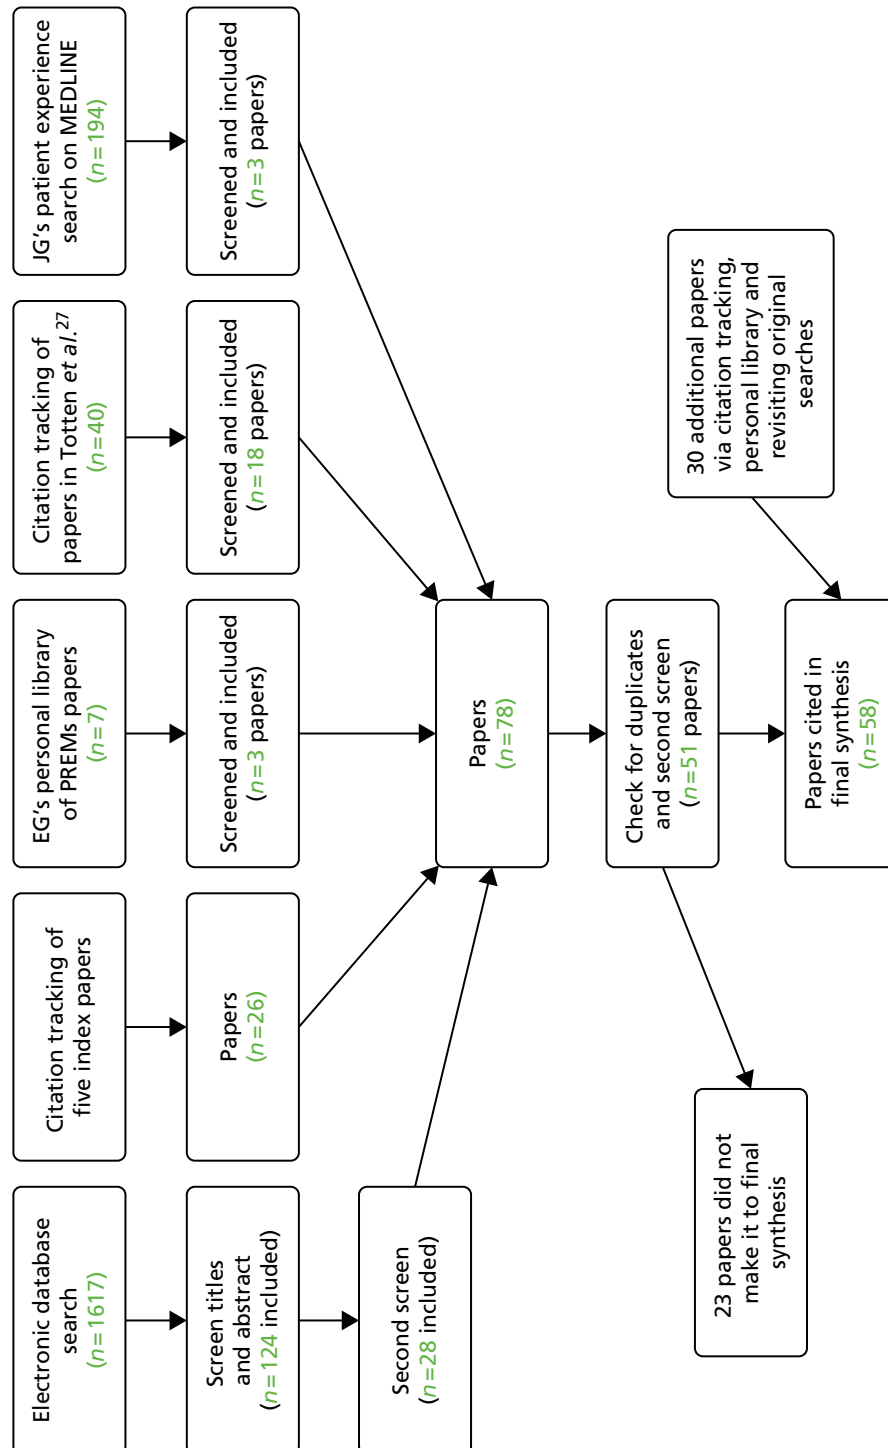 Electronic database
search
(n=1617)
Screen titles
and abstract
(n=124 included)
Second screen
(n=28 included)
Citation tracking of
five index papers
Papers
(n=26)
EG's personal library
of PREMs papers
(n=7)
Screened and included
(n=3 papers)
Citation tracking of
papers in Totten et al.27
(n=40)
Screened and included
(n=18 papers)
JG's patient experience
search on MEDLINE
(n=194)
Screened and included
(n=3 papers)
Papers
(n=78)
Check for duplicates
and second screen
(n=51 papers)
23 papers did not
make it to final
synthesis
30 additional papers
via citation tracking,
personal library and
revisiting original
searches
Papers cited in
final synthesis
(n=58)